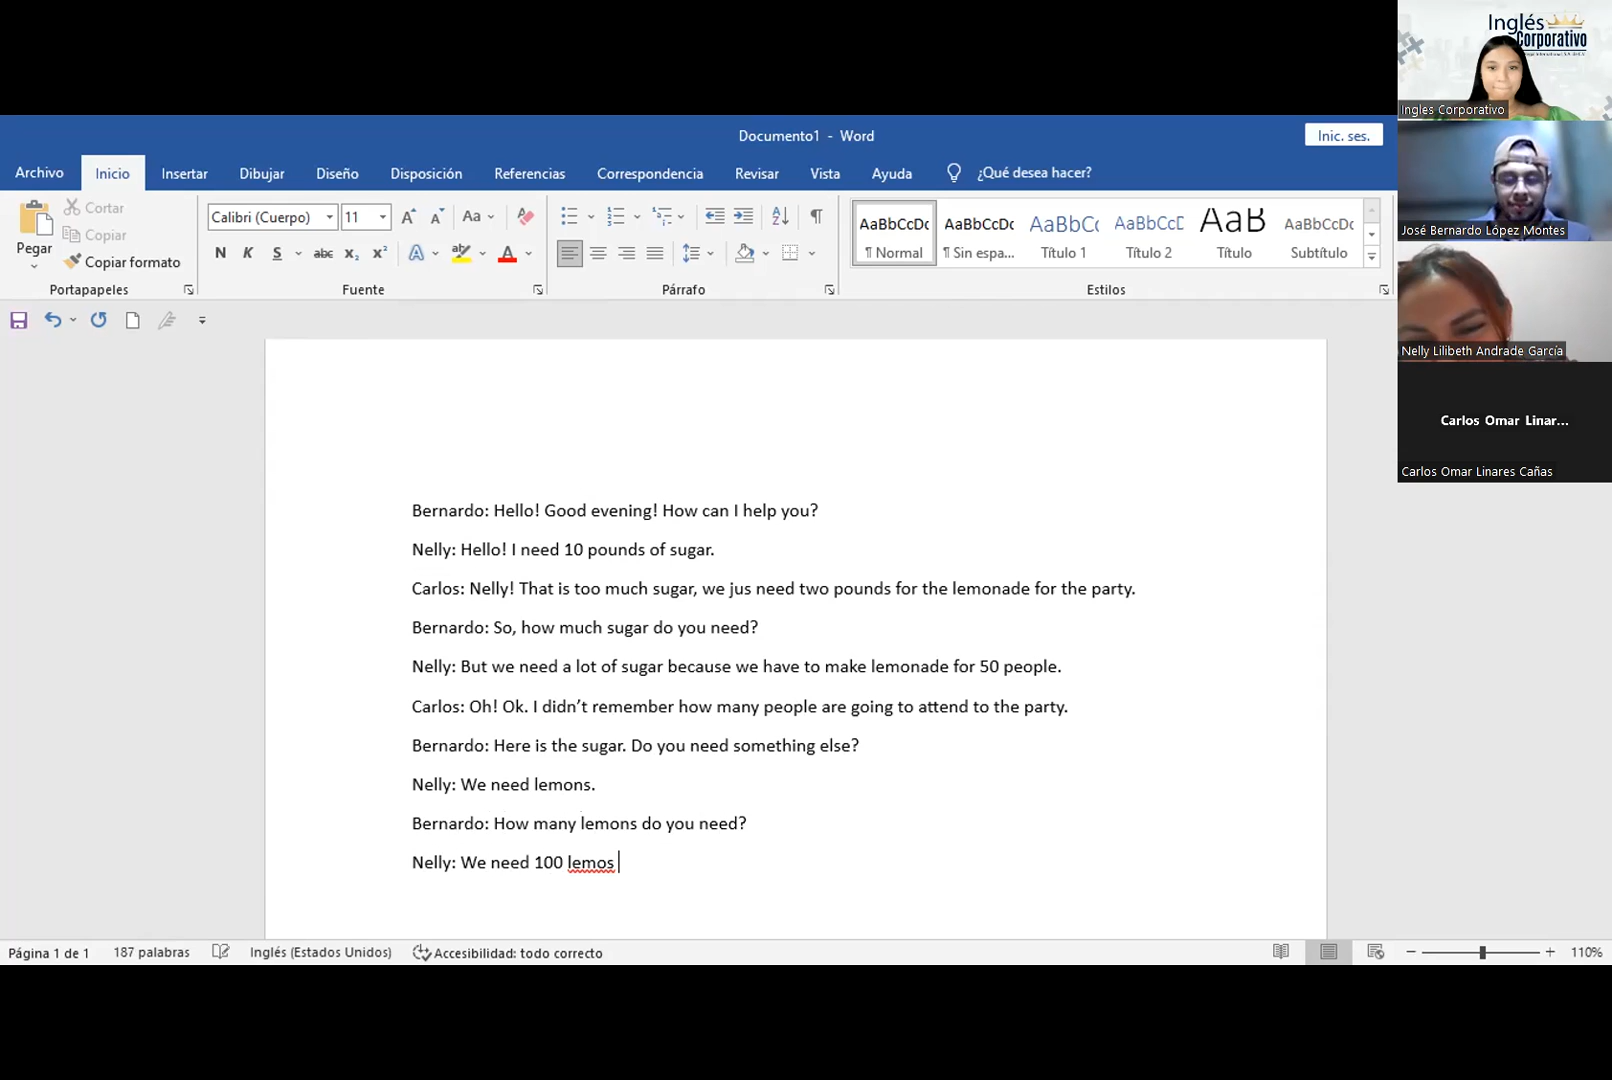 Inglés
Corporativo
Ingles Corporativo
Documento1 - Word
Inic. ses.
Archivo Inicio Insertar Dibujar Diseño Disposición Referencias Correspondencia Revisar Vista Ayuda ¿Qué desea hacer?
Pegar
Cortar
Copiar
Copiar formato
Portapapeles
Calibri (Cuerpo) 11
Fuente
Párrafo
AaBbCcDc AaBbCcDc AaBbCc AaBbCcD AaB AaBbCcDc
¶ Normal ¶ Sin espa... Título 1 Título 2 Título Subtítulo
Estilos
José Bernardo López Montes
Nelly Lilibeth Andrade García
Carlos Omar Linar...
Carlos Omar Linares Cañas
Bernardo: Hello! Good evening! How can I help you?
Nelly: Hello! I need 10 pounds of sugar.
Carlos: Nelly! That is too much sugar, we jus need two pounds for the lemonade for the party.
Bernardo: So, how much sugar do you need?
Nelly: But we need a lot of sugar because we have to make lemonade for 50 people.
Carlos: Oh! Ok. I didn’t remember how many people are going to attend to the party.
Bernardo: Here is the sugar. Do you need something else?
Nelly: We need lemons.
Bernardo: How many lemons do you need?
Nelly: We need 100 lemos
Página 1 de 1 187 palabras Inglés (Estados Unidos) Accesibilidad: todo correcto 110%